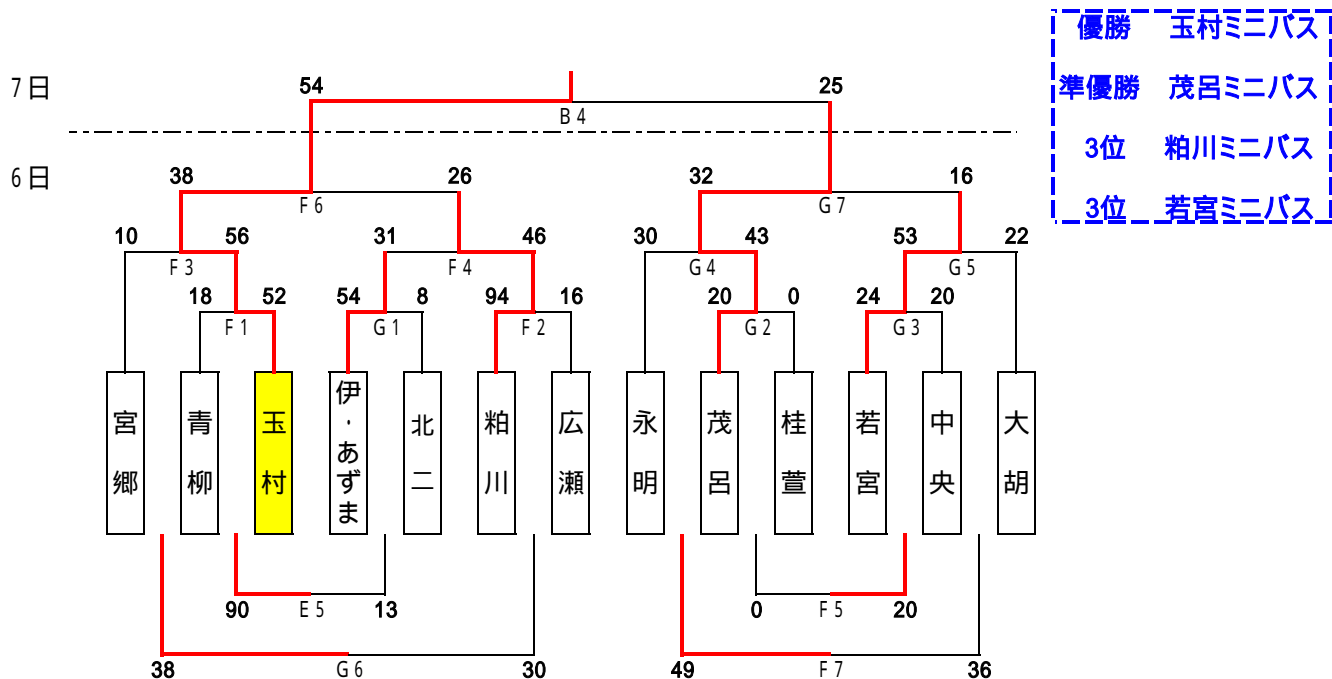 優勝 玉村ミニバス
準優勝 茂呂ミニバス
3位 粕川ミニバス
3位 若宮ミニバス
7日 54 25
B4
6日 38 26 32 16
F6 G7
10 56 31 46 30 43 53 22
F3 F4 G4 G5
18 52 54 8 94 16 20 0 24 20
F1 G1 F2 G2 G3
宮郷
青柳
玉村
伊・あずま
北二
粕川
広瀬
永明
茂呂
桂萱
若宮
中央
大胡
90 E5 13 0 F5 20
38 G6 30 49 F7 36